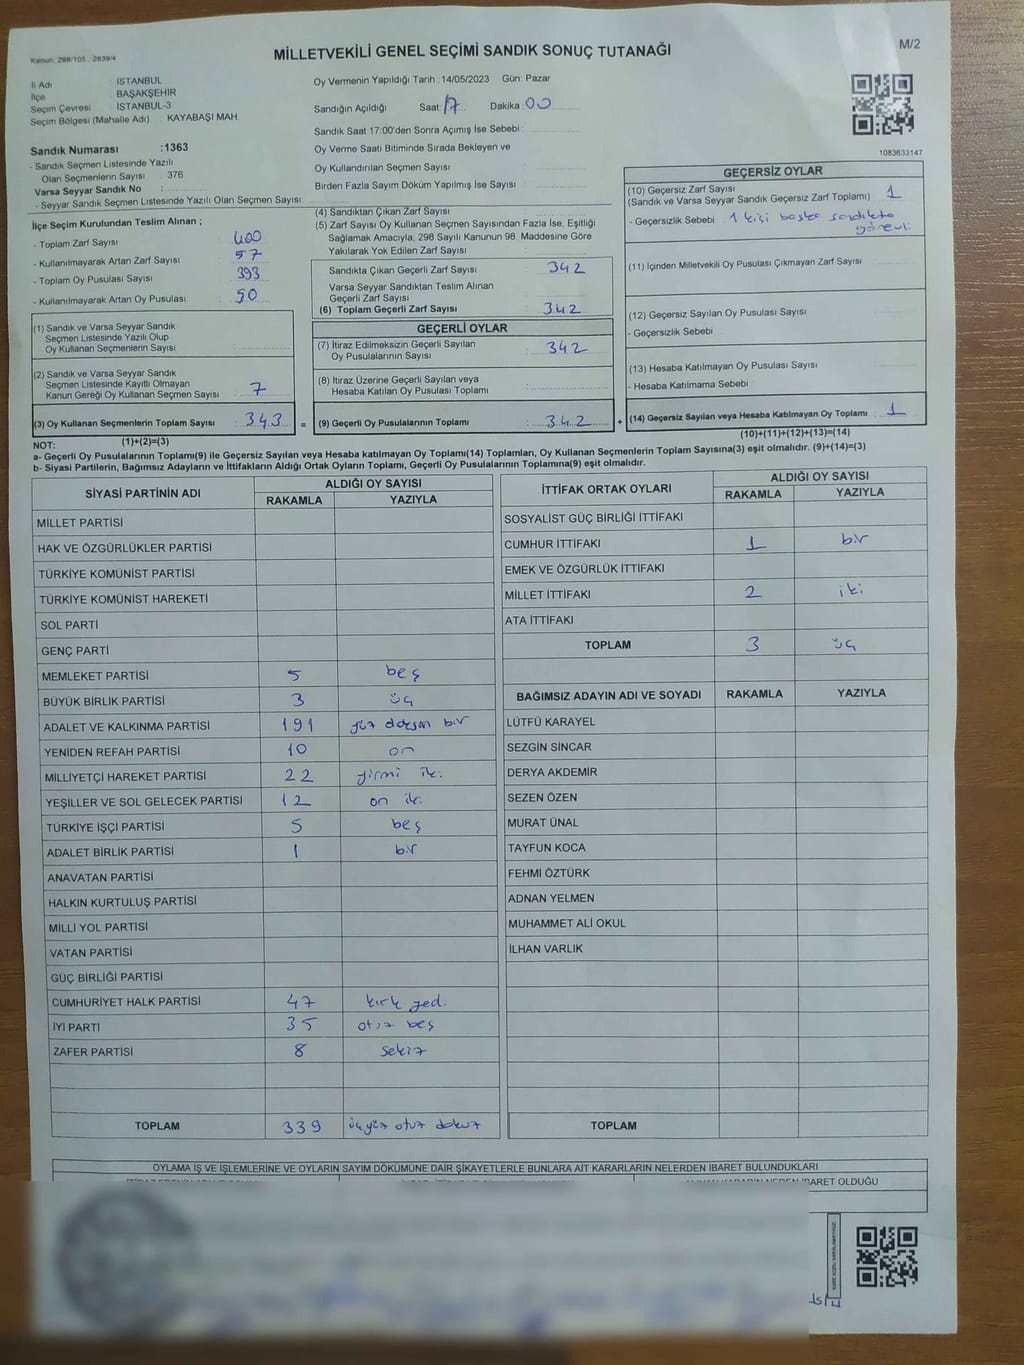 Kanun: 298/105 , 2839/4
MİLLETVEKİLİ GENEL SEÇİMİ SANDIK SONUÇ TUTANAĞI
M/2
İl Adı İSTANBUL
İlçe BAŞAKŞEHİR
Seçim Çevresi İSTANBUL-3
Seçim Bölgesi (Mahalle Adı) : KAYABAŞI MAH.
Sandık Numarası :1363
- Sandık Seçmen Listesinde Yazılı
Olan Seçmenlerin Sayısı : 376
Varsa Seyyar Sandık No :
- Seyyar Sandık Seçmen Listesinde Yazılı Olan Seçmen Sayısı:
Oy Vermenin Yapıldığı Tarih : 14/05/2023 Gün: Pazar
Sandığın Açıldığı Saat 17 Dakika 00
Sandık Saat 17:00'den Sonra Açımış İse Sebebi :
Oy Verme Saati Bitiminde Sırada Bekleyen ve
Oy Kullandırılan Seçmen Sayısı :
Birden Fazla Sayım Döküm Yapılmış İse Sayısı :
1083633147
İlçe Seçim Kurulundan Teslim Alınan ;
- Toplam Zarf Sayısı : 400
- Kullanılmayarak Artan Zarf Sayısı : 57
- Toplam Oy Pusulası Sayısı : 393
- Kullanılmayarak Artan Oy Pusulası : 50
(4) Sandıktan Çıkan Zarf Sayısı :
(5) Zarf Sayısı Oy Kullanan Seçmen Sayısından Fazla İse, Eşitliği
Sağlamak Amacıyla, 298 Sayılı Kanunun 98. Maddesine Göre
Yakılarak Yok Edilen Zarf Sayısı :
Sandıkta Çıkan Geçerli Zarf Sayısı : 342
Varsa Seyyar Sandıktan Teslim Alınan
Geçerli Zarf Sayısı :
(6) Toplam Geçerli Zarf Sayısı : 342
GEÇERSİZ OYLAR
(10) Geçersiz Zarf Sayısı
(Sandık ve Varsa Seyyar Sandık Geçersiz Zarf Toplamı) : 1
- Geçersizlik Sebebi : 1 kişi başka sandıkta
görevli
(11) İçinden Milletvekili Oy Pusulası Çıkmayan Zarf Sayısı :
(12) Geçersiz Sayılan Oy Pusulası Sayısı :
- Geçersizlik Sebebi :
(13) Hesaba Katılmayan Oy Pusulası Sayısı :
- Hesaba Katılmama Sebebi :
(14) Geçersiz Sayılan veya Hesaba Katılmayan Oy Toplamı : 1
(10)+(11)+(12)+(13)=(14)
(1) Sandık ve Varsa Seyyar Sandık
Seçmen Listesinde Yazılı Olup
Oy Kullanan Seçmenlerin Sayısı :
(2) Sandık ve Varsa Seyyar Sandık
Seçmen Listesinde Kayıtlı Olmayan
Kanun Gereği Oy Kullanan Seçmen Sayısı : 7
(3) Oy Kullanan Seçmenlerin Toplam Sayısı : 343 =
(1)+(2)=(3)
GEÇERLİ OYLAR
(7) İtiraz Edilmeksizin Geçerli Sayılan
Oy Pusulalarının Sayısı : 342
(8) İtiraz Üzerine Geçerli Sayılan veya
Hesaba Katılan Oy Pusulası Toplamı :
(9) Geçerli Oy Pusulalarının Toplamı : 342 +
NOT:
a- Geçerli Oy Pusulalarının Toplamı(9) ile Geçersiz Sayılan veya Hesaba katılmayan Oy Toplamı(14) Toplamları, Oy Kullanan Seçmenlerin Toplam Sayısına(3) eşit olmalıdır. (9)+(14)=(3)
b- Siyasi Partilerin, Bağımsız Adayların ve İttifakların Aldığı Ortak Oyların Toplamı, Geçerli Oy Pusulalarının Toplamına(9) eşit olmalıdır.
SİYASİ PARTİNİN ADI ALDIĞI OY SAYISI
RAKAMLA YAZIYLA
MİLLET PARTİSİ
HAK VE ÖZGÜRLÜKLER PARTİSİ
TÜRKİYE KOMÜNİST PARTİSİ
TÜRKİYE KOMÜNİST HAREKETİ
SOL PARTİ
GENÇ PARTİ
MEMLEKET PARTİSİ 5 beş
BÜYÜK BİRLİK PARTİSİ 3 üç
ADALET VE KALKINMA PARTİSİ 191 yüz doksan bir
YENİDEN REFAH PARTİSİ 10 on
MİLLİYETÇİ HAREKET PARTİSİ 22 yirmi iki
YEŞİLLER VE SOL GELECEK PARTİSİ 12 on iki
TÜRKİYE İŞÇİ PARTİSİ 5 beş
ADALET BİRLİK PARTİSİ 1 bir
ANAVATAN PARTİSİ
HALKIN KURTULUŞ PARTİSİ
MİLLİ YOL PARTİSİ
VATAN PARTİSİ
GÜÇ BİRLİĞİ PARTİSİ
CUMHURİYET HALK PARTİSİ 47 kırk yedi
İYİ PARTİ 35 otuz beş
ZAFER PARTİSİ 8 sekiz
TOPLAM 339 üçyüz otuz dokuz
İTTİFAK ORTAK OYLARI ALDIĞI OY SAYISI
RAKAMLA YAZIYLA
SOSYALİST GÜÇ BİRLİĞİ İTTİFAKI
CUMHUR İTTİFAKI 1 bir
EMEK VE ÖZGÜRLÜK İTTİFAKI
MİLLET İTTİFAKI 2 iki
ATA İTTİFAKI
TOPLAM 3 üç
BAĞIMSIZ ADAYIN ADI VE SOYADI RAKAMLA YAZIYLA
LÜTFÜ KARAYEL
SEZGİN SİNCAR
DERYA AKDEMİR
SEZEN ÖZEN
MURAT ÜNAL
TAYFUN KOCA
FEHMİ ÖZTÜRK
ADNAN YELMEN
MUHAMMET ALİ OKUL
İLHAN VARLIK
TOPLAM
OYLAMA İŞ VE İŞLEMLERİNE VE OYLARIN SAYIM DÖKÜMÜNE DAİR ŞİKAYETLERLE BUNLARA AİT KARARLARIN NELERDEN İBARET BULUNDUKLARI
İBARET OLDUĞU